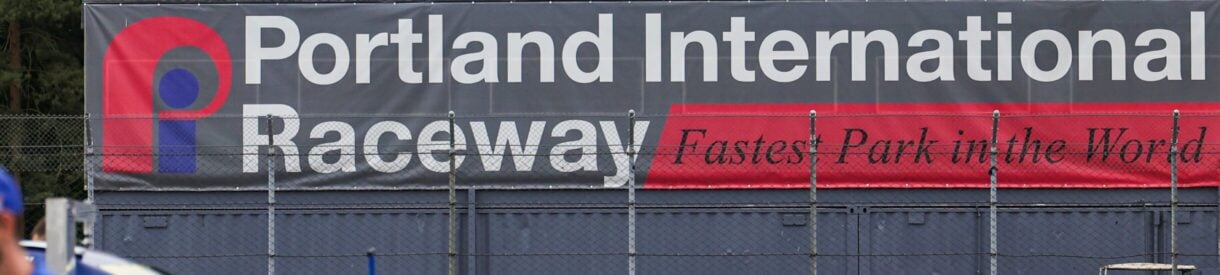 Portland International
Raceway
Fastest Park in the World